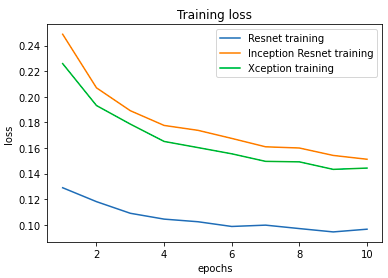 Training loss
Resnet training
Inception Resnet training
Xception training
loss
0.24
0.22
0.20
0.18
0.16
0.14
0.12
0.10
2
4
6
8
10
epochs